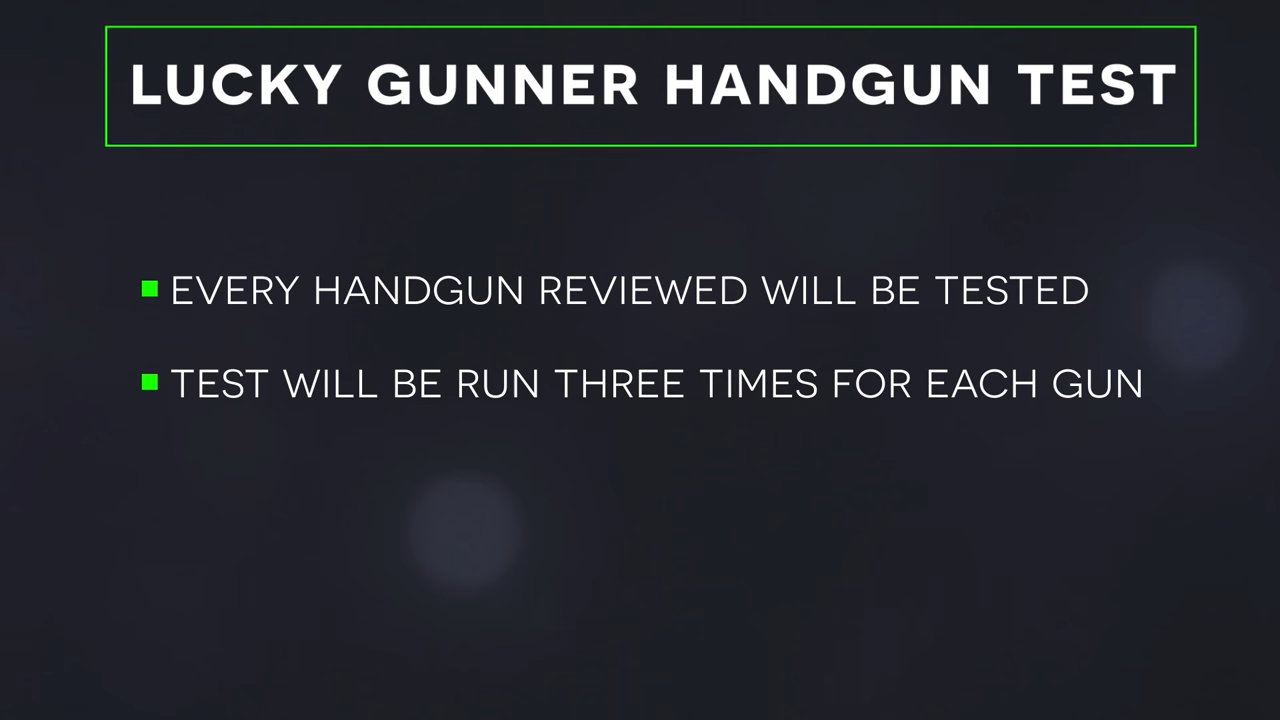 LUCKY GUNNER HANDGUN TEST
EVERY HANDGUN REVIEWED WILL BE TESTED
TEST WILL BE RUN THREE TIMES FOR EACH GUN